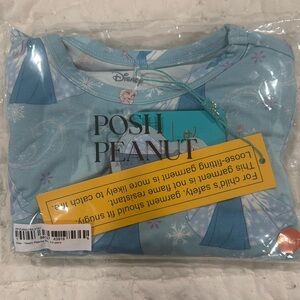 Disney
POSH
PEANUT
For child's safety, garment should fit snugly.
This garment is not flame resistant.
Loose-fitting garment is more likely to catch fire.